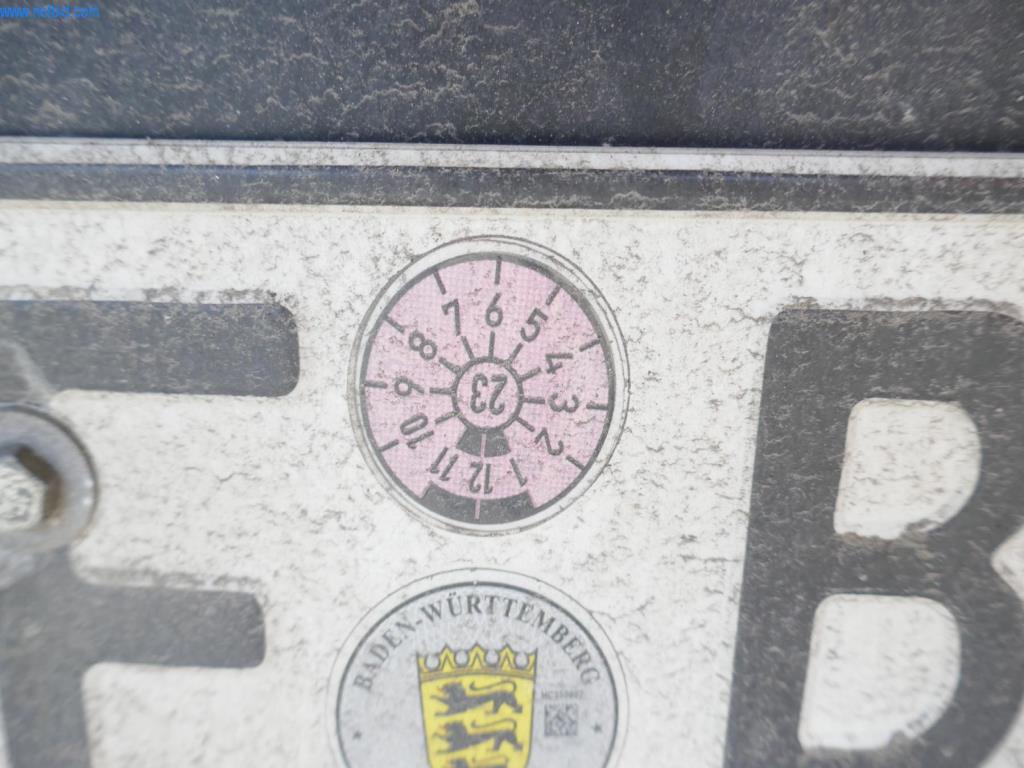 www.netbid.com
7 6 5
8 4
9 23 3
10 2
11 12 1
E B
BADEN-WÜRTTEMBERG